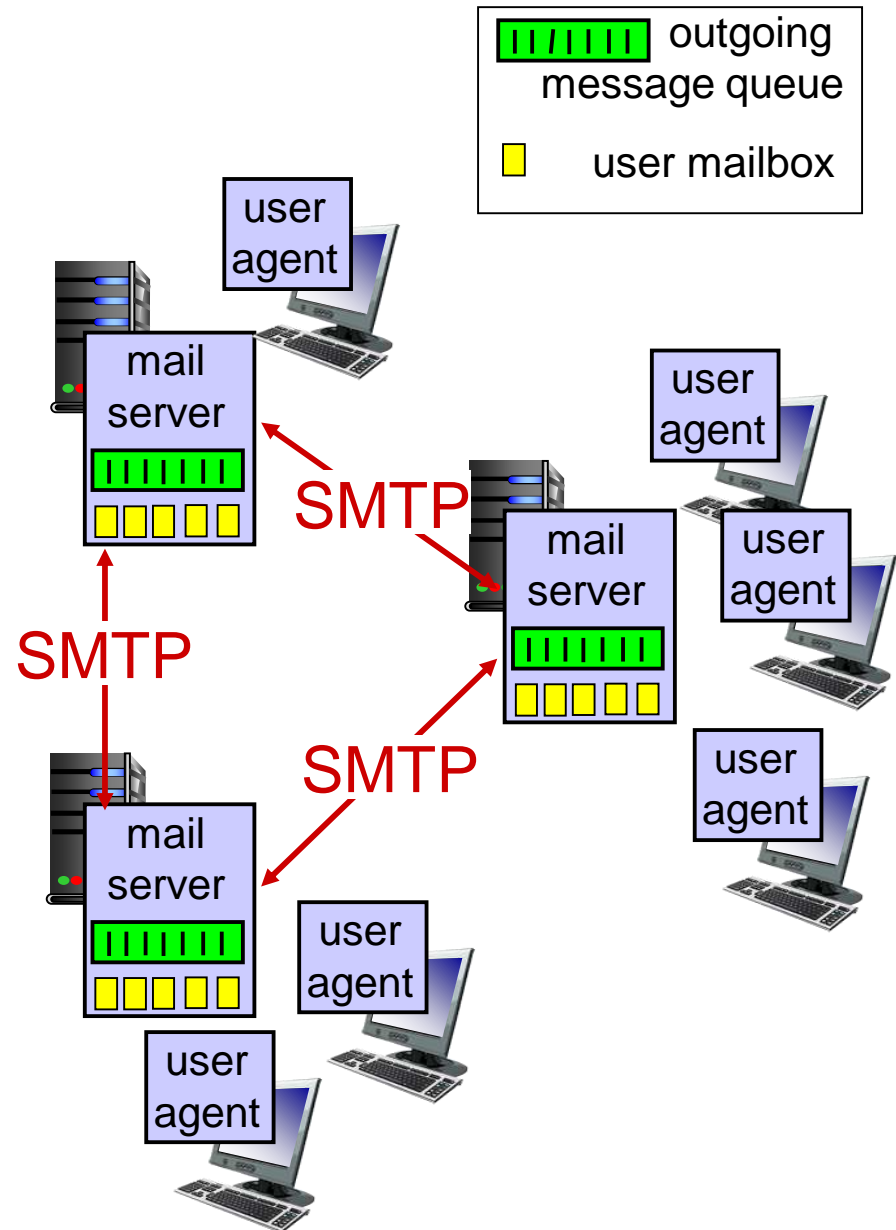 outgoing
message queue
user mailbox
user
agent
mail
server
user
agent
SMTP
mail
server
user
agent
SMTP
SMTP
user
agent
mail
server
user
agent
user
agent